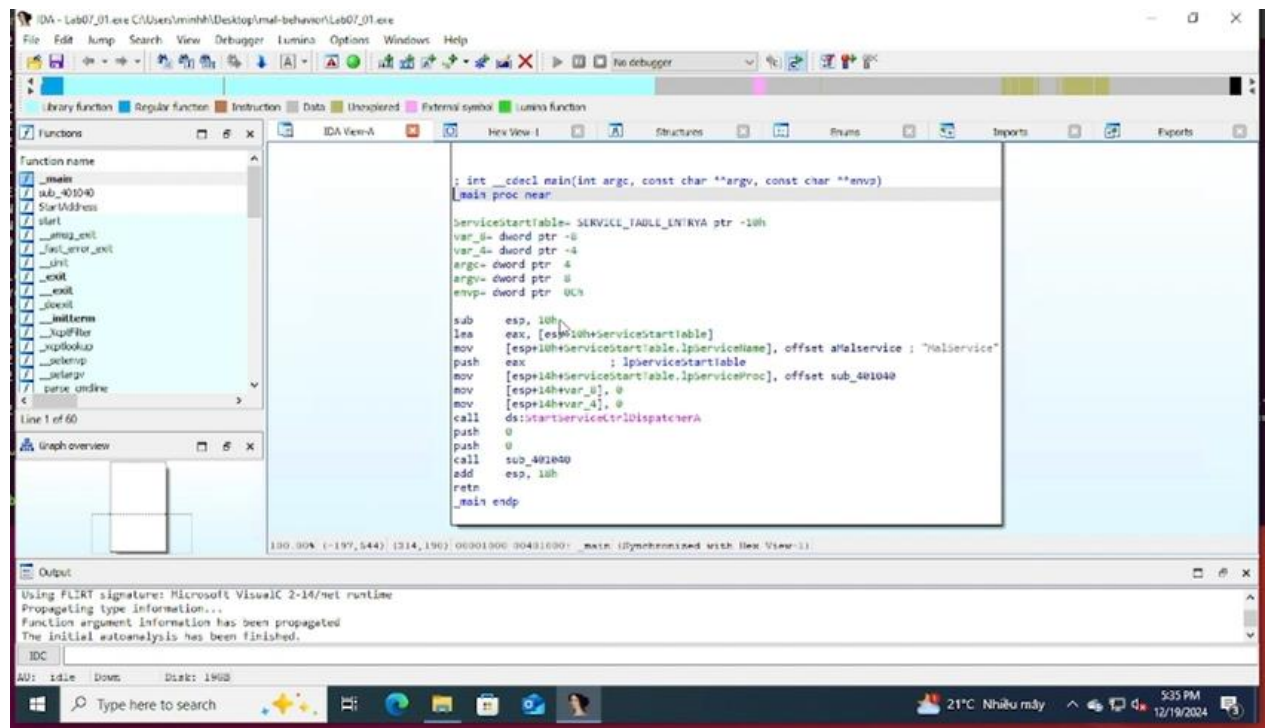 IDA - Lab07_01.exe C:\Users\minhh\Desktop\mal-behavior\Lab07_01.exe
File Edit Jump Search View Debugger Lumina Options Windows Help
No debugger
Library function Regular function Instruction Data Unexplored External symbol Lumina function
Functions IDA View-A Hex View-1 Structures Enums Imports Exports
Function name
_main
sub_401040
StartAddress
start
__amsg_exit
_fast_error_exit
__cinit
_exit
__exit
_doexit
__initterm
__XcptFilter
_xcptlookup
__setenvp
__setargv
_parse_cmdline
Line 1 of 60
Graph overview
; int __cdecl main(int argc, const char **argv, const char **envp)
_main proc near
ServiceStartTable= SERVICE_TABLE_ENTRYA ptr -10h
var_8= dword ptr -8
var_4= dword ptr -4
argc= dword ptr 4
argv= dword ptr 8
envp= dword ptr 0Ch
sub esp, 10h
lea eax, [esp+10h+ServiceStartTable]
mov [esp+10h+ServiceStartTable.lpServiceName], offset aMalservice ; "MalService"
push eax ; lpServiceStartTable
mov [esp+14h+ServiceStartTable.lpServiceProc], offset sub_401040
mov [esp+14h+var_8], 0
mov [esp+14h+var_4], 0
call ds:StartServiceCtrlDispatcherA
push 0
push 0
call sub_401040
add esp, 18h
retn
_main endp
100.00% (-197,544) (314,190) 00001000 00401000: _main (Synchronized with Hex View-1)
Output
Using FLIRT signature: Microsoft VisualC 2-14/net runtime
Propagating type information...
Function argument information has been propagated
The initial autoanalysis has been finished.
IDC
AU: idle Down Disk: 19GB
Type here to search
21°C Nhiều mây
5:35 PM
12/19/2024